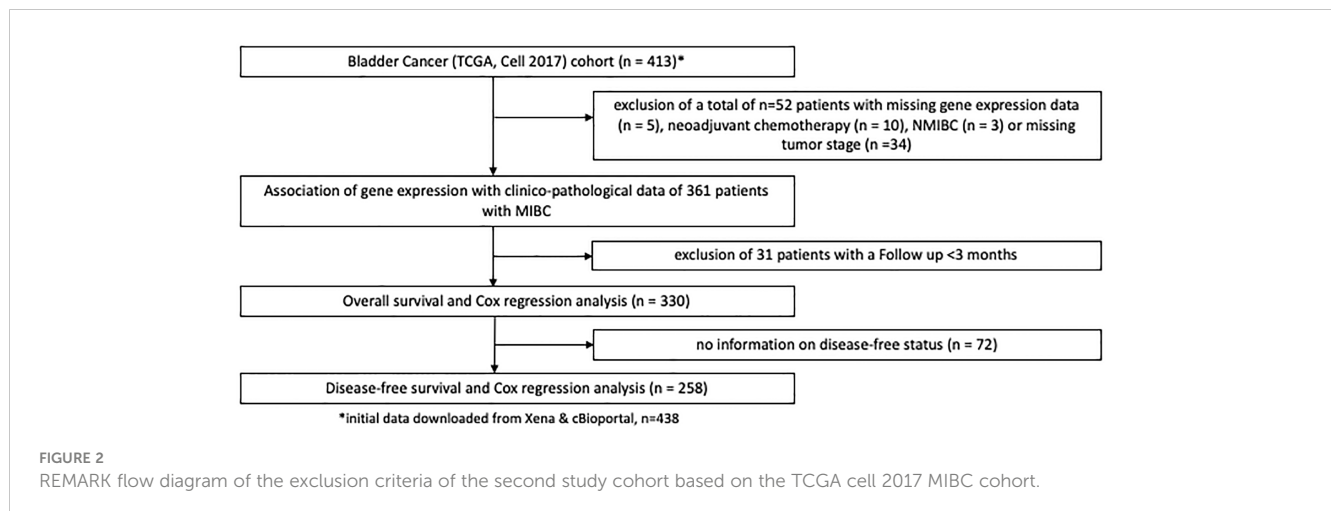 Bladder Cancer (TCGA, Cell 2017) cohort (n = 413)*
exclusion of a total of n=52 patients with missing gene expression data
(n = 5), neoadjuvant chemotherapy (n = 10), NMIBC (n = 3) or missing
tumor stage (n =34)
Association of gene expression with clinico-pathological data of 361 patients
with MIBC
exclusion of 31 patients with a Follow up <3 months
Overall survival and Cox regression analysis (n = 330)
no information on disease-free status (n = 72)
Disease-free survival and Cox regression analysis (n = 258)
*initial data downloaded from Xena & cBioportal, n=438
FIGURE 2
REMARK flow diagram of the exclusion criteria of the second study cohort based on the TCGA cell 2017 MIBC cohort.